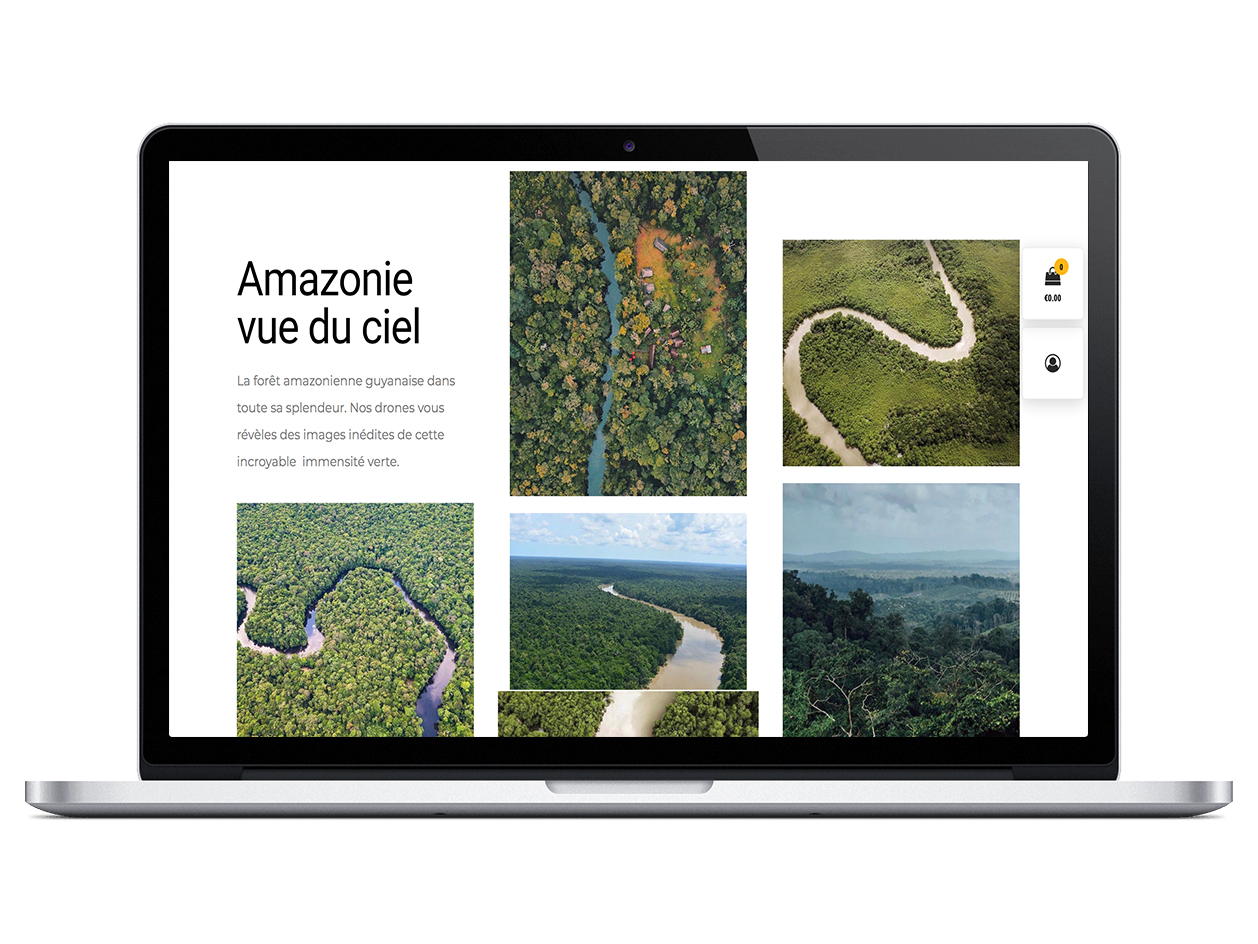 Amazonie
vue du ciel
La forêt amazonienne guyanaise dans
toute sa splendeur. Nos drones vous
révèles des images inédites de cette
incroyable immensité verte.
0
€0.00